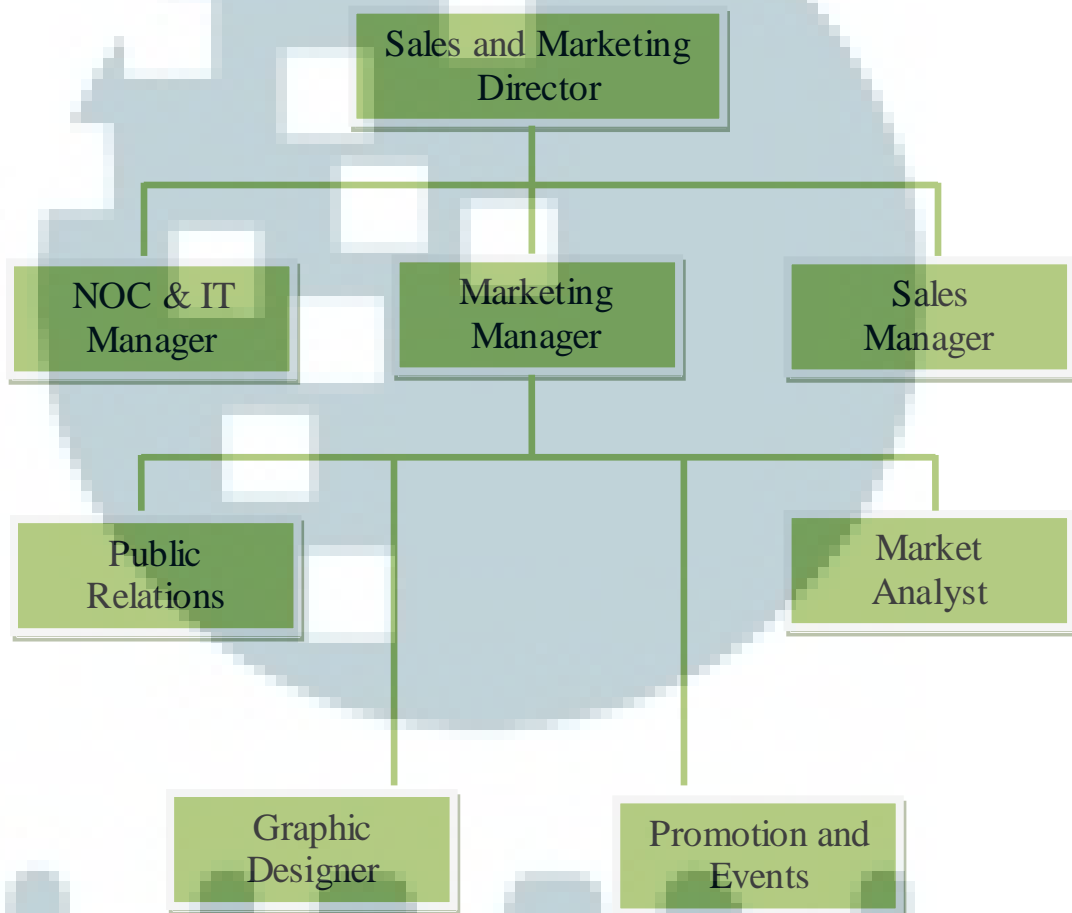 Sales and Marketing
Director
NOC & IT
Manager
Marketing
Manager
Sales
Manager
Public
Relations
Market
Analyst
Graphic
Designer
Promotion and
Events